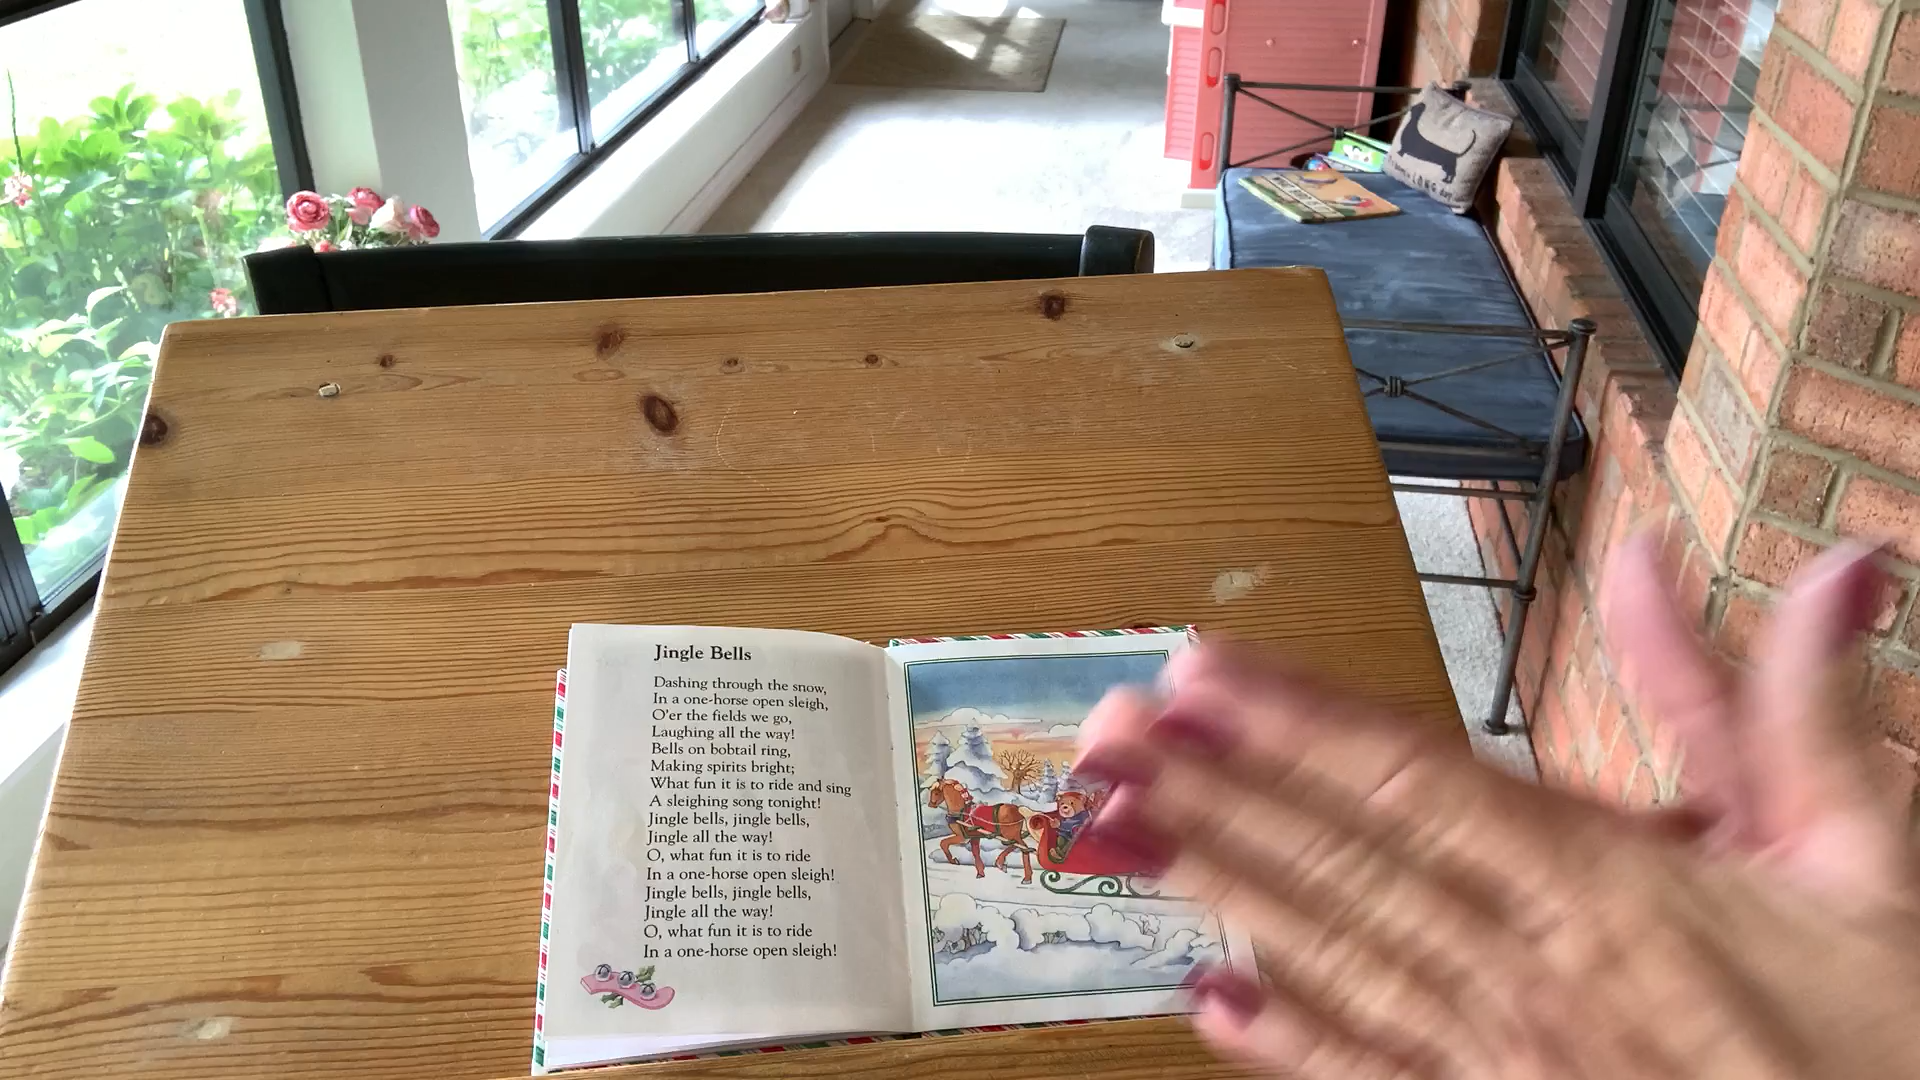 Jingle Bells
Dashing through the snow,
In a one-horse open sleigh,
O'er the fields we go,
Laughing all the way!
Bells on bobtail ring,
Making spirits bright;
What fun it is to ride and sing
A sleighing song tonight!
Jingle bells, jingle bells,
Jingle all the way!
O, what fun it is to ride
In a one-horse open sleigh!
Jingle bells, jingle bells,
Jingle all the way!
O, what fun it is to ride
In a one-horse open sleigh!
LONG